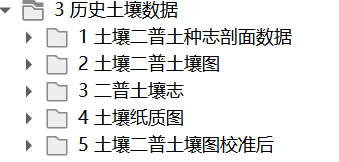 3 历史土壤数据
1 土壤二普土种志剖面数据
2 土壤二普土壤图
3 二普土壤志
4 土壤纸质图
5 土壤二普土壤图校准后